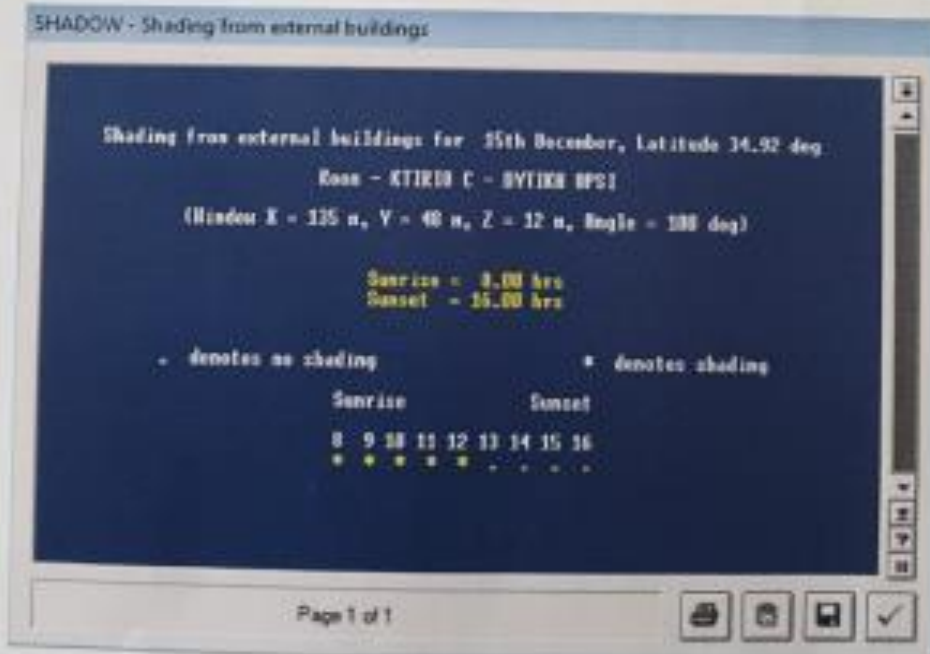 SHADOW - Shading from external buildings
Shading from external buildings for 15th December, Latitude 34.92 deg
Room - KTIRIO C - DYTIKH OPSI
(Window X = 135 m, Y = 40 m, Z = 12 m, Angle = 180 deg)
Sunrise = 8.00 hrs
Sunset = 16.00 hrs
. denotes no shading * denotes shading
Sunrise Sunset
8 9 10 11 12 13 14 15 16
* * * * * . . . .
Page 1 of 1